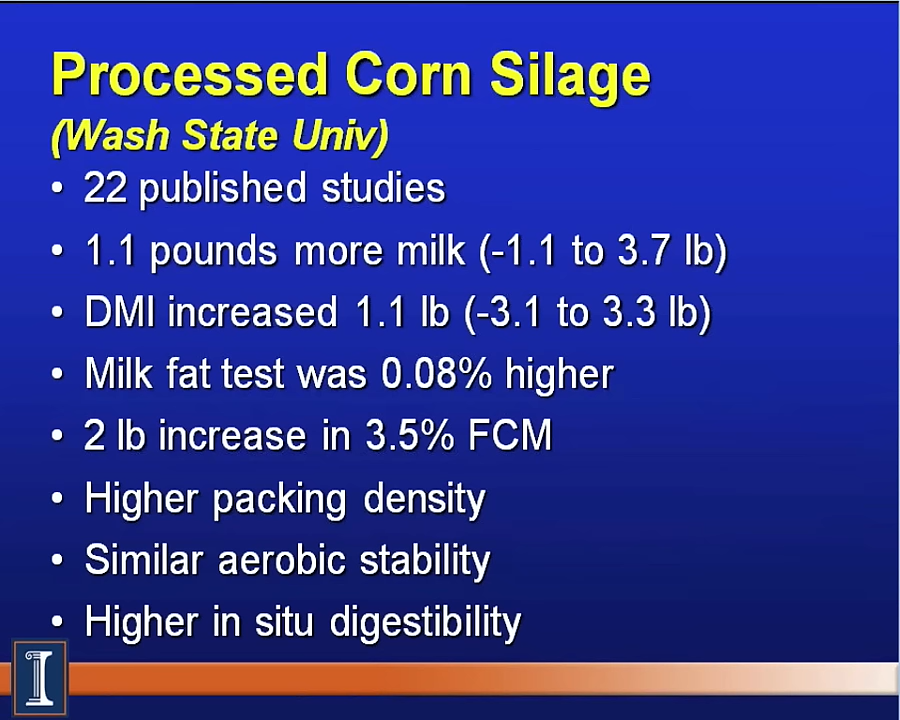 Processed Corn Silage
(Wash State Univ)
• 22 published studies
• 1.1 pounds more milk (-1.1 to 3.7 lb)
• DMI increased 1.1 lb (-3.1 to 3.3 lb)
• Milk fat test was 0.08% higher
• 2 lb increase in 3.5% FCM
• Higher packing density
• Similar aerobic stability
• Higher in situ digestibility
I